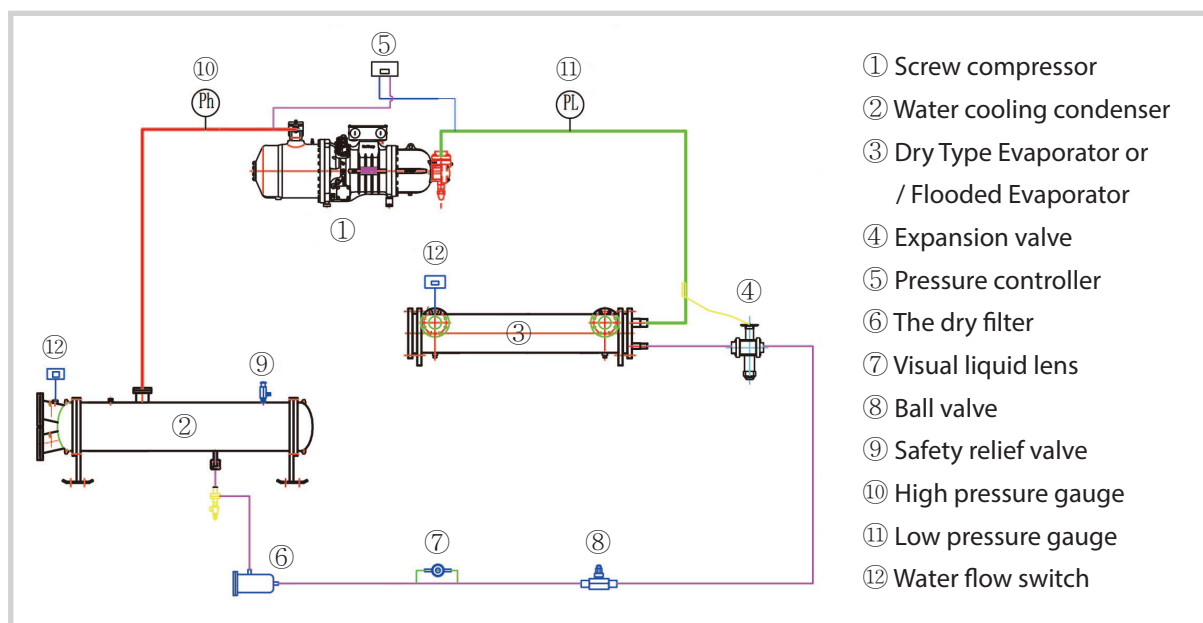 ⑤
⑩
⑪
Ph
PL
①
⑫
④
③
⑫
⑨
②
⑥
⑦
⑧
① Screw compressor
② Water cooling condenser
③ Dry Type Evaporator or
/ Flooded Evaporator
④ Expansion valve
⑤ Pressure controller
⑥ The dry filter
⑦ Visual liquid lens
⑧ Ball valve
⑨ Safety relief valve
⑩ High pressure gauge
⑪ Low pressure gauge
⑫ Water flow switch